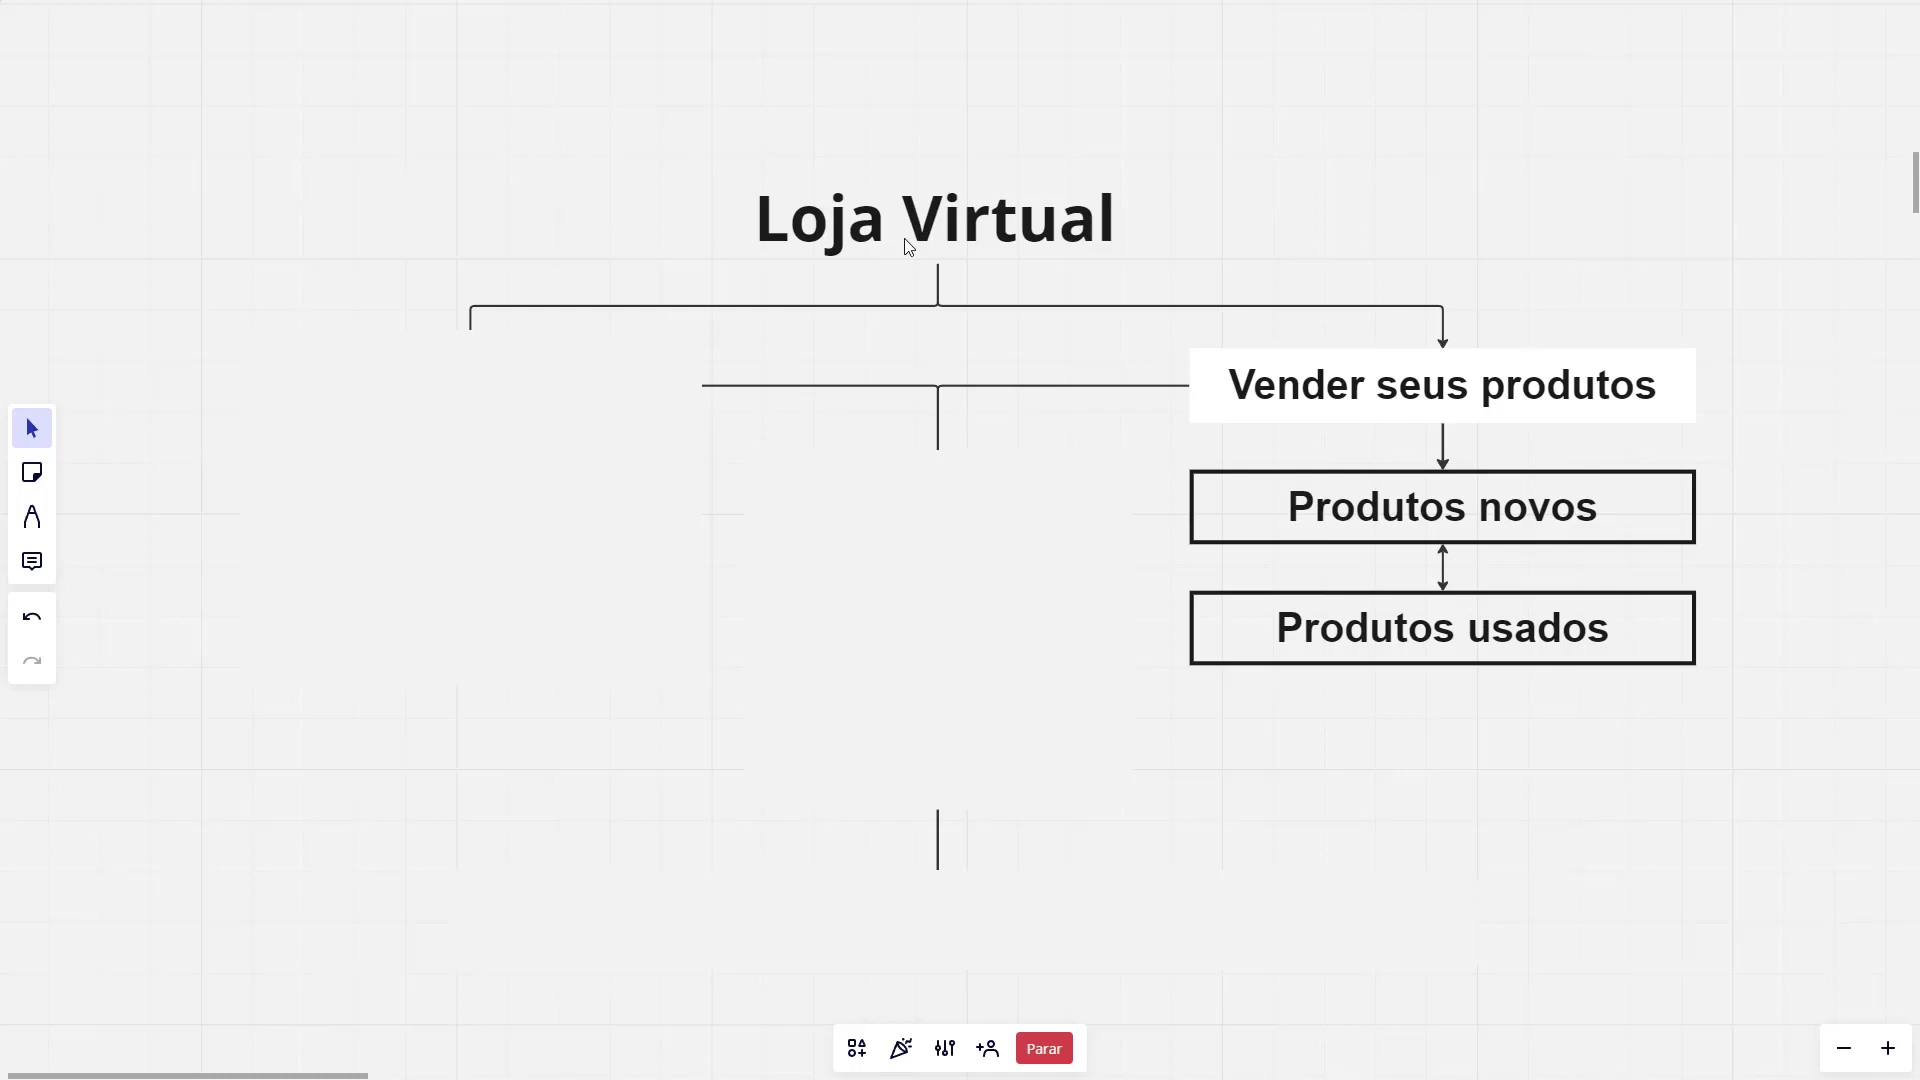 Loja Virtual
Vender seus produtos
Produtos novos
Produtos usados
Parar